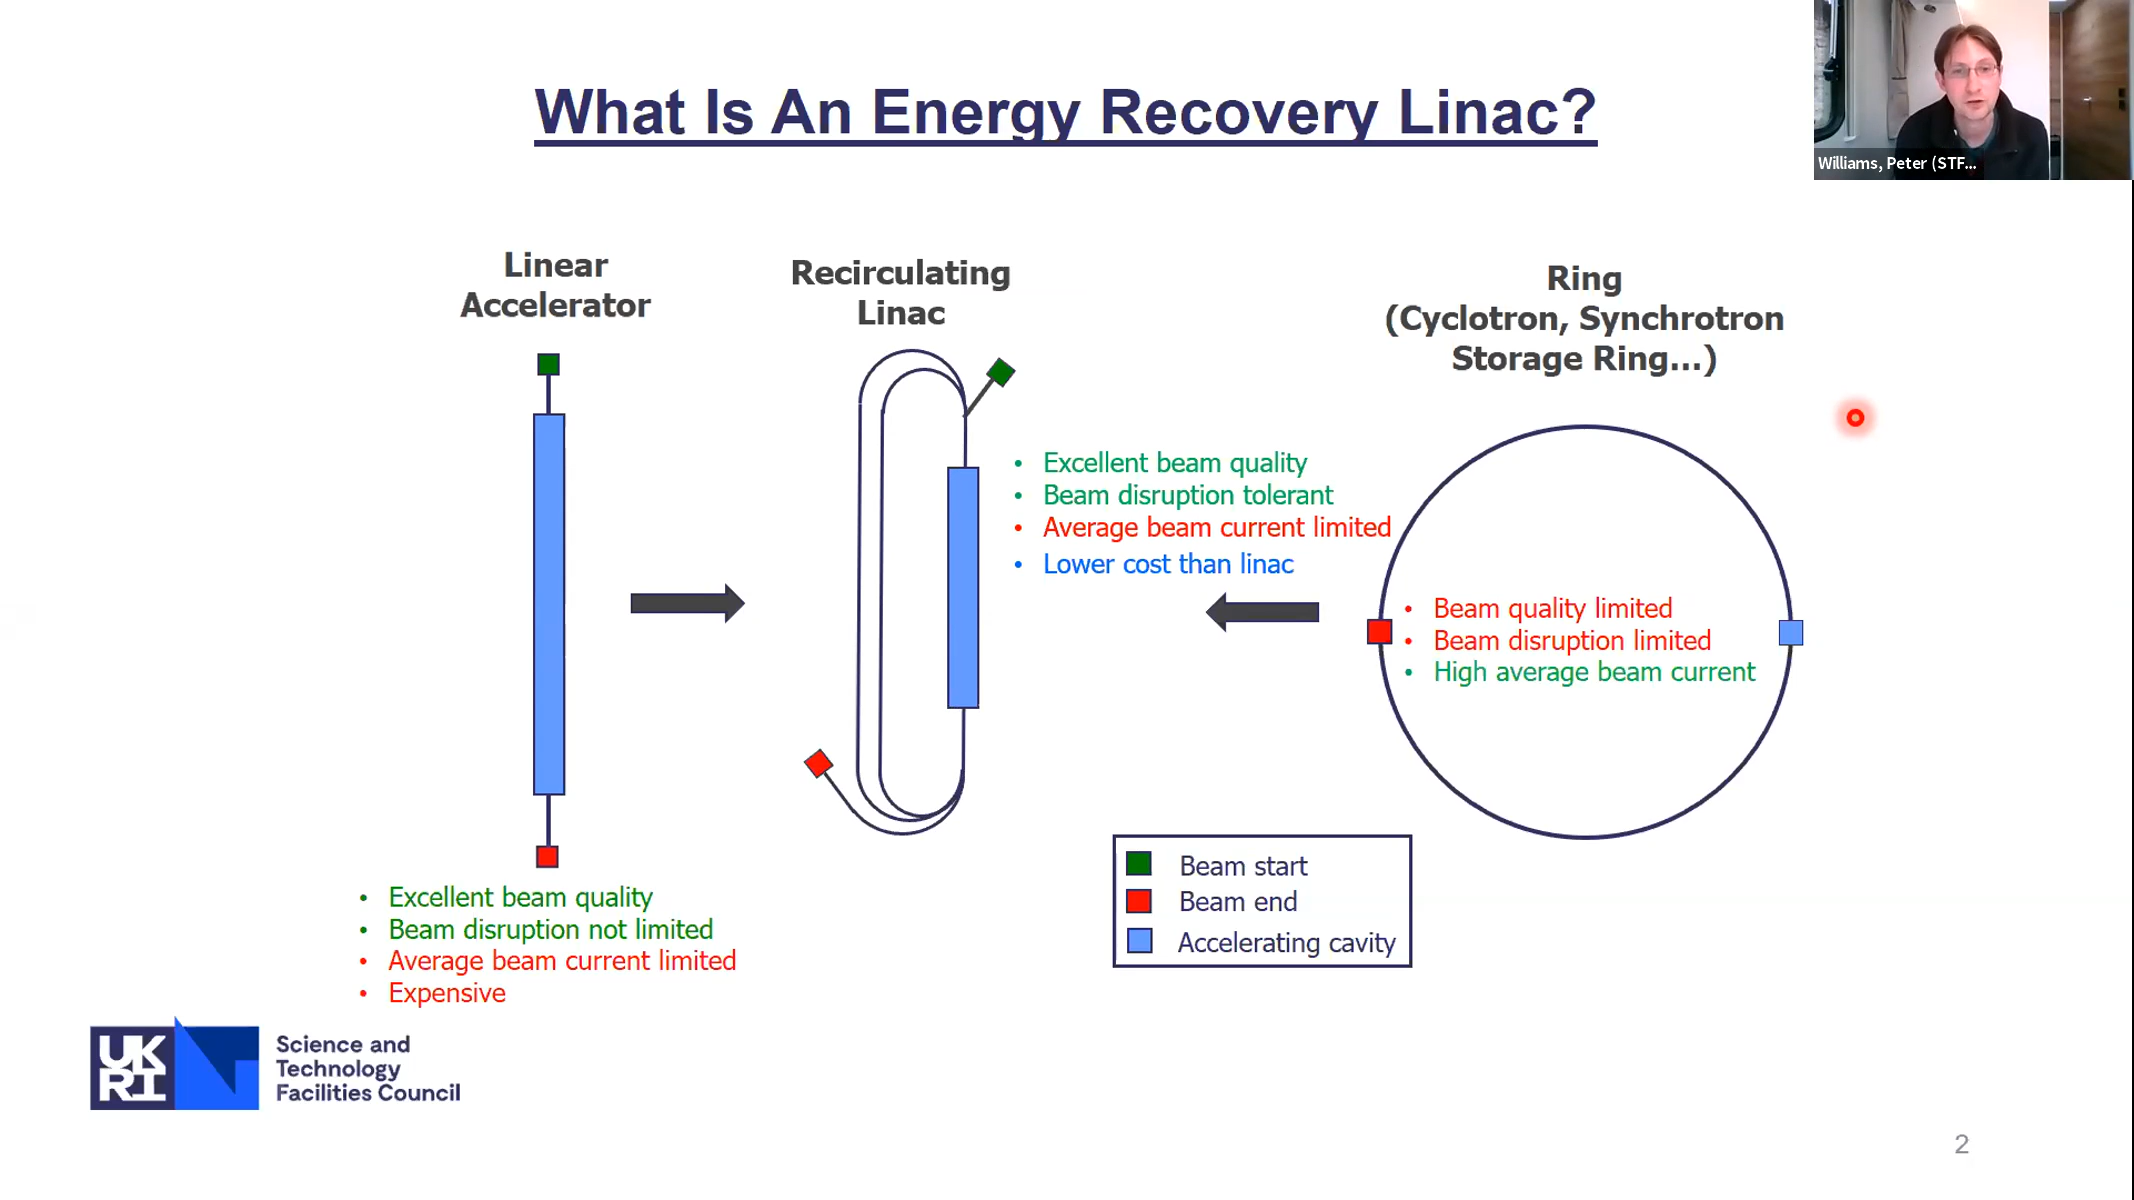 What Is An Energy Recovery Linac?
Williams, Peter (STF...
Linear
Accelerator
Recirculating
Linac
Ring
(Cyclotron, Synchrotron
Storage Ring...)
• Excellent beam quality
• Beam disruption tolerant
• Average beam current limited
• Lower cost than linac
• Beam quality limited
• Beam disruption limited
• High average beam current
Beam start
Beam end
Accelerating cavity
• Excellent beam quality
• Beam disruption not limited
• Average beam current limited
• Expensive
UK
RI
Science and
Technology
Facilities Council
2